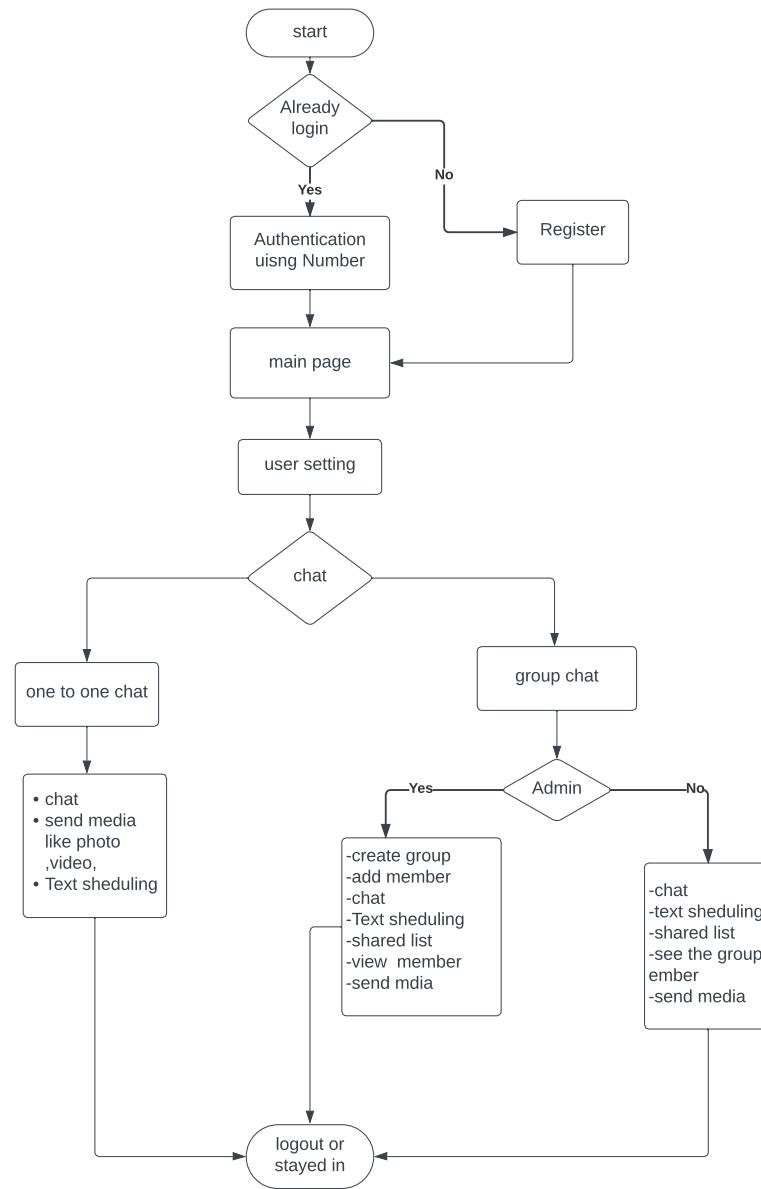 start
Already
login
Yes
No
Authentication
uisng Number
Register
main page
user setting
chat
one to one chat
group chat
• chat
• send media
like photo
,video,
• Text sheduling
Admin
Yes
No
-create group
-add member
-chat
-Text sheduling
-shared list
-view  member
-send mdia
-chat
-text sheduling
-shared list
-see the group
ember
-send media
logout or
stayed in